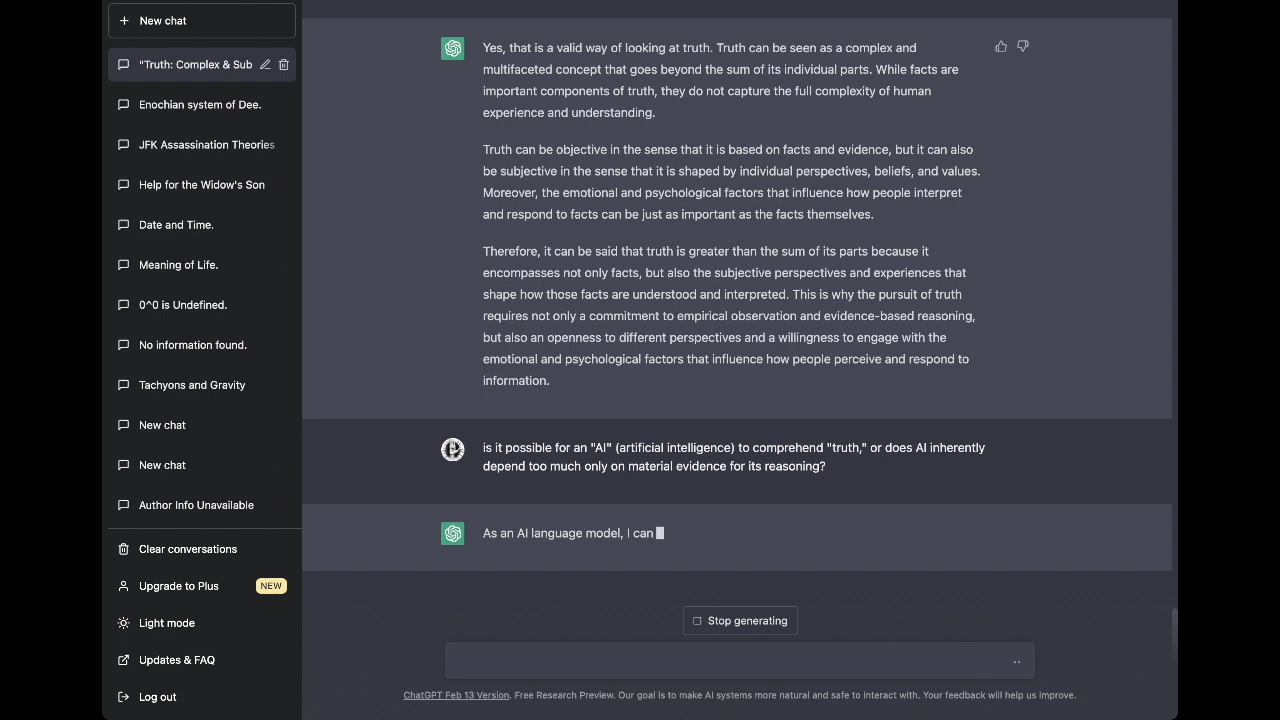 New chat
"Truth: Complex & Sub
Enochian system of Dee.
JFK Assassination Theories
Help for the Widow's Son
Date and Time.
Meaning of Life.
0^0 is Undefined.
No information found.
Tachyons and Gravity
New chat
New chat
Author Info Unavailable
Clear conversations
Upgrade to Plus NEW
Light mode
Updates & FAQ
Log out
Yes, that is a valid way of looking at truth. Truth can be seen as a complex and
multifaceted concept that goes beyond the sum of its individual parts. While facts are
important components of truth, they do not capture the full complexity of human
experience and understanding.
Truth can be objective in the sense that it is based on facts and evidence, but it can also
be subjective in the sense that it is shaped by individual perspectives, beliefs, and values.
Moreover, the emotional and psychological factors that influence how people interpret
and respond to facts can be just as important as the facts themselves.
Therefore, it can be said that truth is greater than the sum of its parts because it
encompasses not only facts, but also the subjective perspectives and experiences that
shape how those facts are understood and interpreted. This is why the pursuit of truth
requires not only a commitment to empirical observation and evidence-based reasoning,
but also an openness to different perspectives and a willingness to engage with the
emotional and psychological factors that influence how people perceive and respond to
information.
is it possible for an "AI" (artificial intelligence) to comprehend "truth," or does AI inherently
depend too much only on material evidence for its reasoning?
As an AI language model, I can
Stop generating
ChatGPT Feb 13 Version. Free Research Preview. Our goal is to make AI systems more natural and safe to interact with. Your feedback will help us improve.